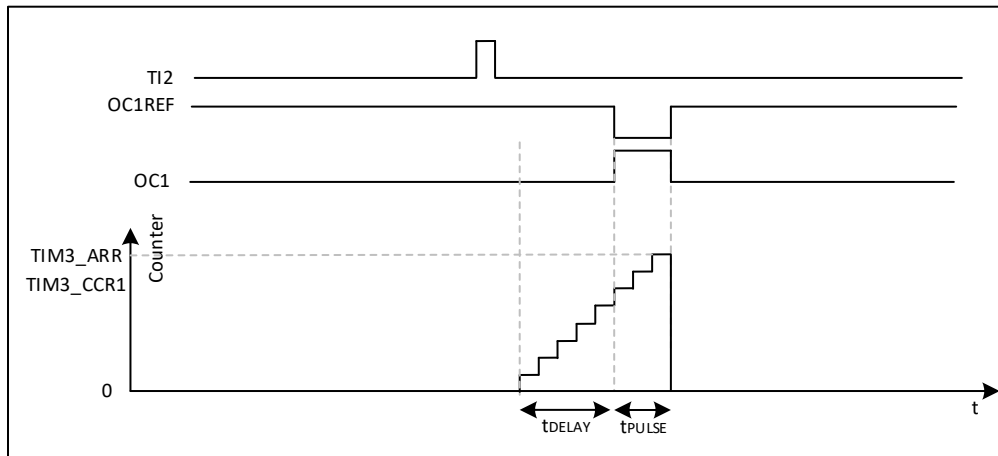 TI2
OC1REF
OC1
Counter
TIM3_ARR
TIM3_CCR1
0
t
tDELAY
tPULSE